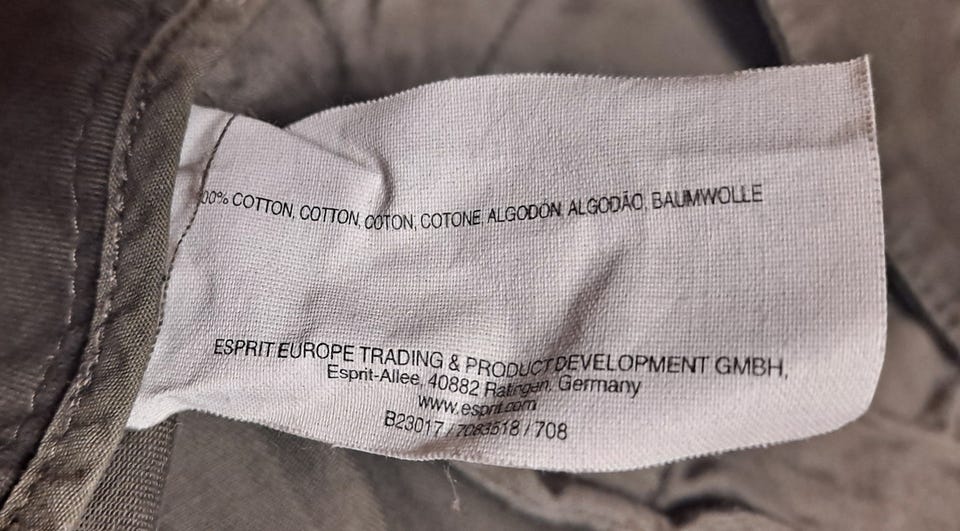 00% COTTON, COTTON, COTON, COTONE, ALGODÓN, ALGODÃO, BAUMWOLLE
ESPRIT EUROPE TRADING & PRODUCT DEVELOPMENT GMBH,
Esprit-Allee, 40882 Ratingen, Germany
www.esprit.com
B23017 / 7083518 / 708